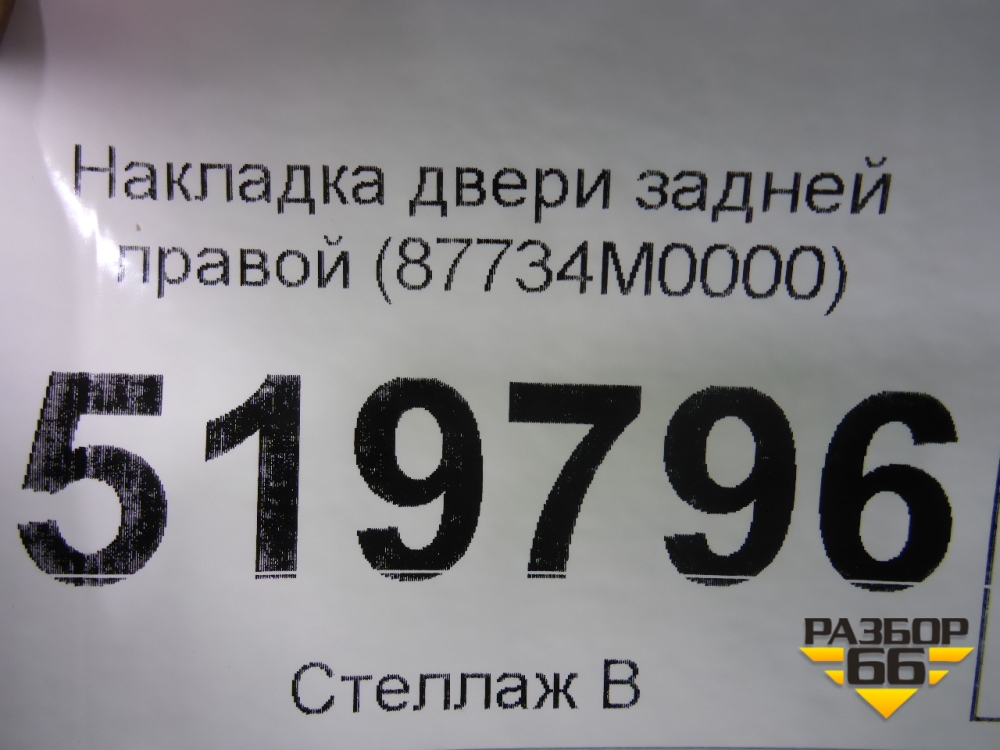 Накладка двери задней
правой (87734M0000)
519796
Стеллаж В
РАЗБОР
66